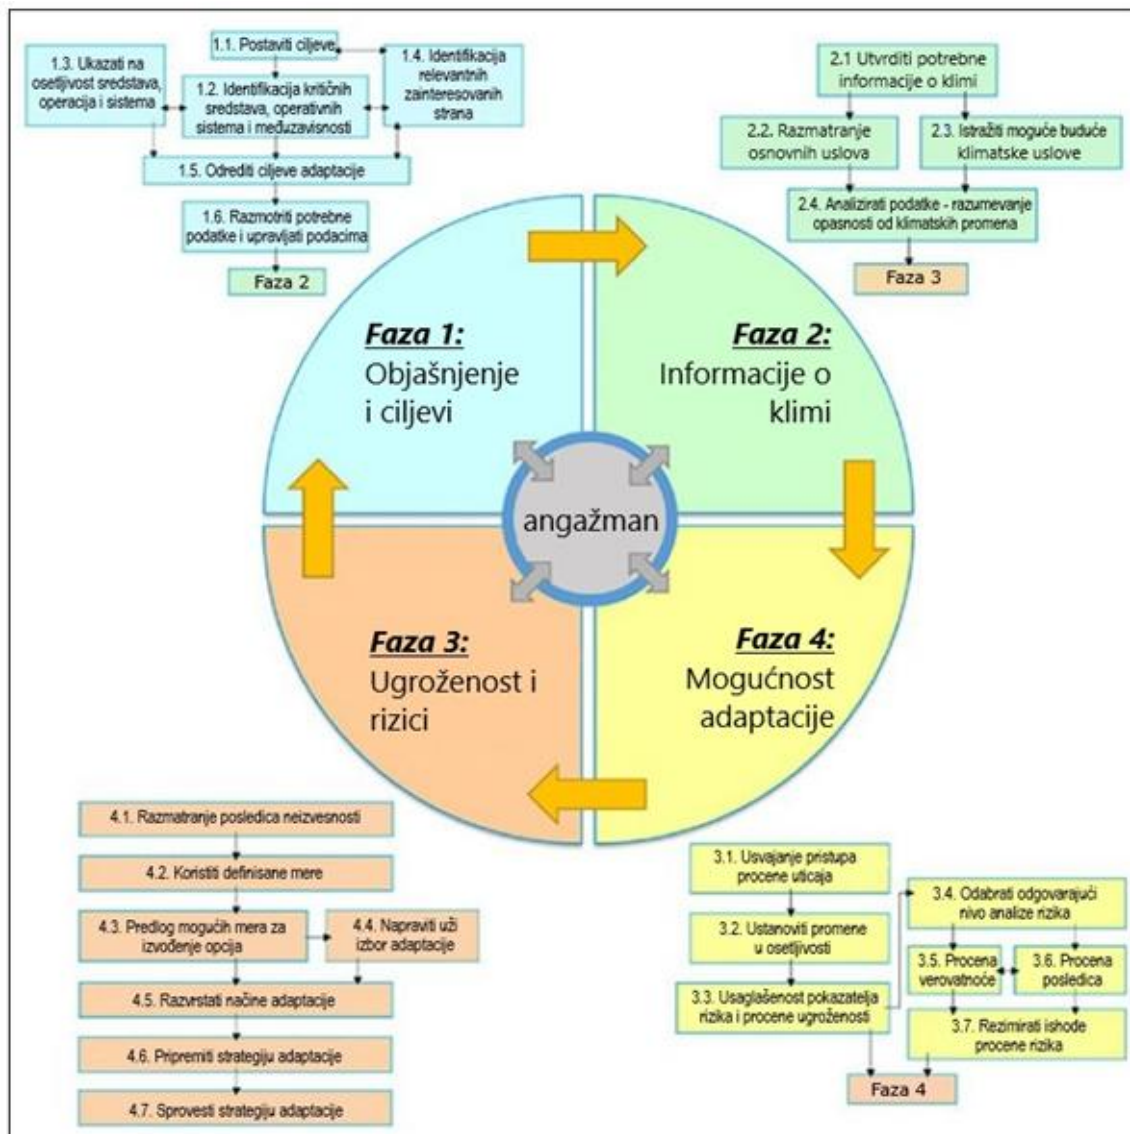 1.1. Postaviti ciljeve
1.3. Ukazati na
osetljivost sredstava,
operacija i sistema
1.2. Identifikacija kritičnih
sredstava, operativnih
sistema i međuzavisnosti
1.4. Identifikacija
relevantnih
zainteresovanih
strana
1.5. Odrediti ciljeve adaptacije
1.6. Razmotriti potrebne
podatke i upravljati podacima
Faza 2
2.1 Utvrditi potrebne
informacije o klimi
2.2. Razmatranje
osnovnih uslova
2.3. Istražiti moguće buduće
klimatske uslove
2.4. Analizirati podatke - razumevanje
opasnosti od klimatskih promena
Faza 3
Faza 1:
Objašnjenje
i ciljevi
Faza 2:
Informacije o
klimi
angažman
Faza 3:
Ugroženost i
rizici
Faza 4:
Mogućnost
adaptacije
4.1. Razmatranje posledica neizvesnosti
4.2. Koristiti definisane mere
4.3. Predlog mogućih mera za
izvođenje opcija
4.4. Napraviti uži
izbor adaptacije
4.5. Razvrstati načine adaptacije
4.6. Pripremiti strategiju adaptacije
4.7. Sprovesti strategiju adaptacije
3.1. Usvajanje pristupa
procene uticaja
3.2. Ustanoviti promene
u osetljivosti
3.3. Usaglašenost pokazatelja
rizika i procene ugroženosti
3.4. Odabrati odgovarajući
nivo analize rizika
3.5. Procena
verovatnoće
3.6. Procena
posledica
3.7. Rezimirati ishode
procene rizika
Faza 4